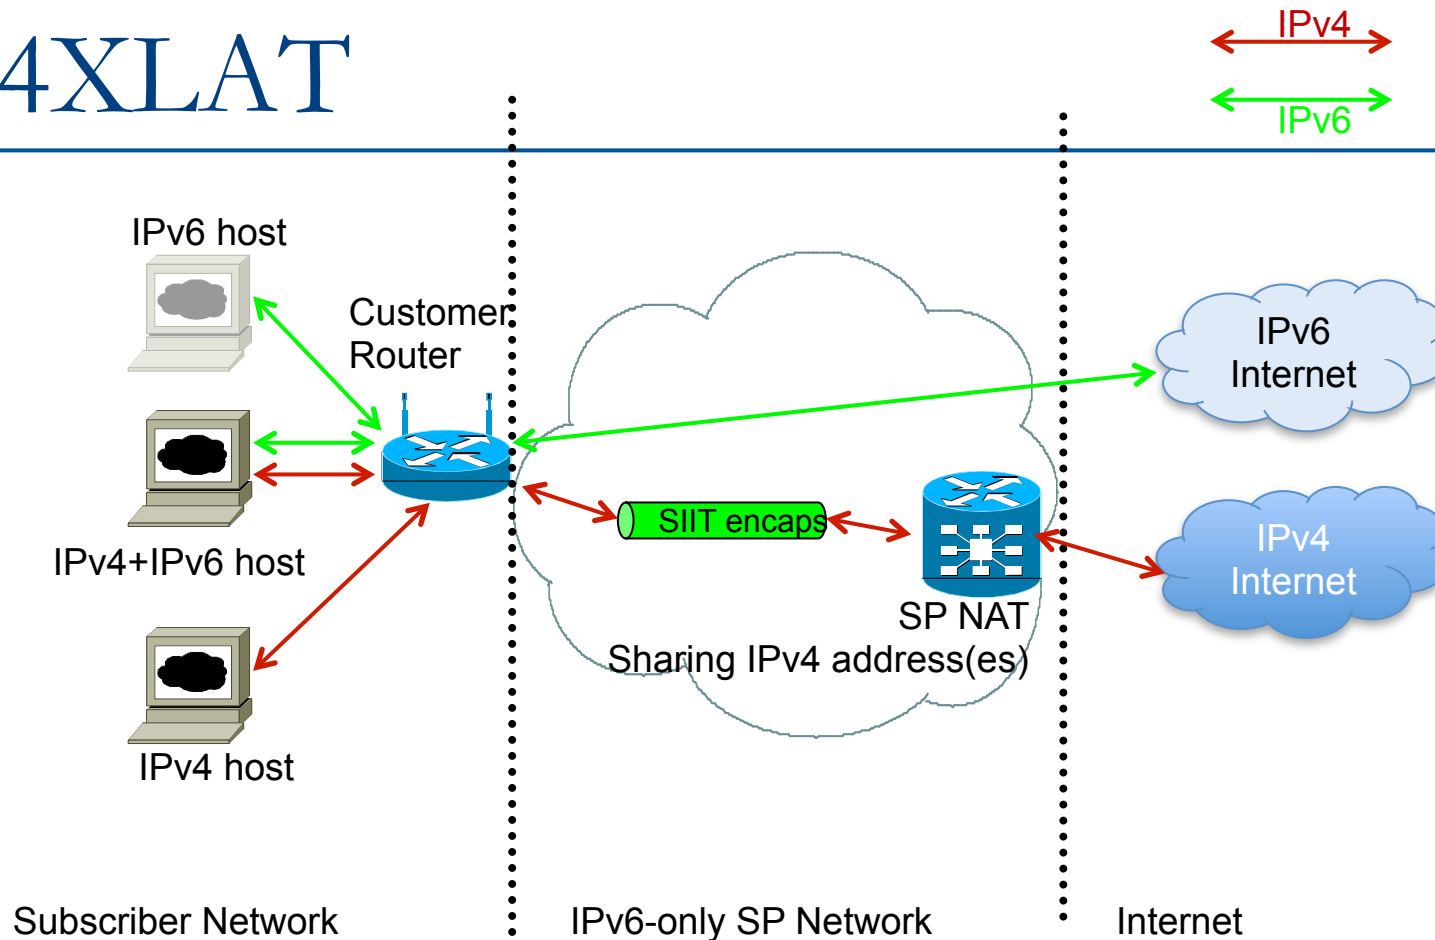 4XLAT
IPv4
IPv6
IPv6 host
Customer
Router
IPv6
Internet
SIIT encaps
IPv4
Internet
IPv4+IPv6 host
SP NAT
Sharing IPv4 address(es)
IPv4 host
Subscriber Network
IPv6-only SP Network
Internet